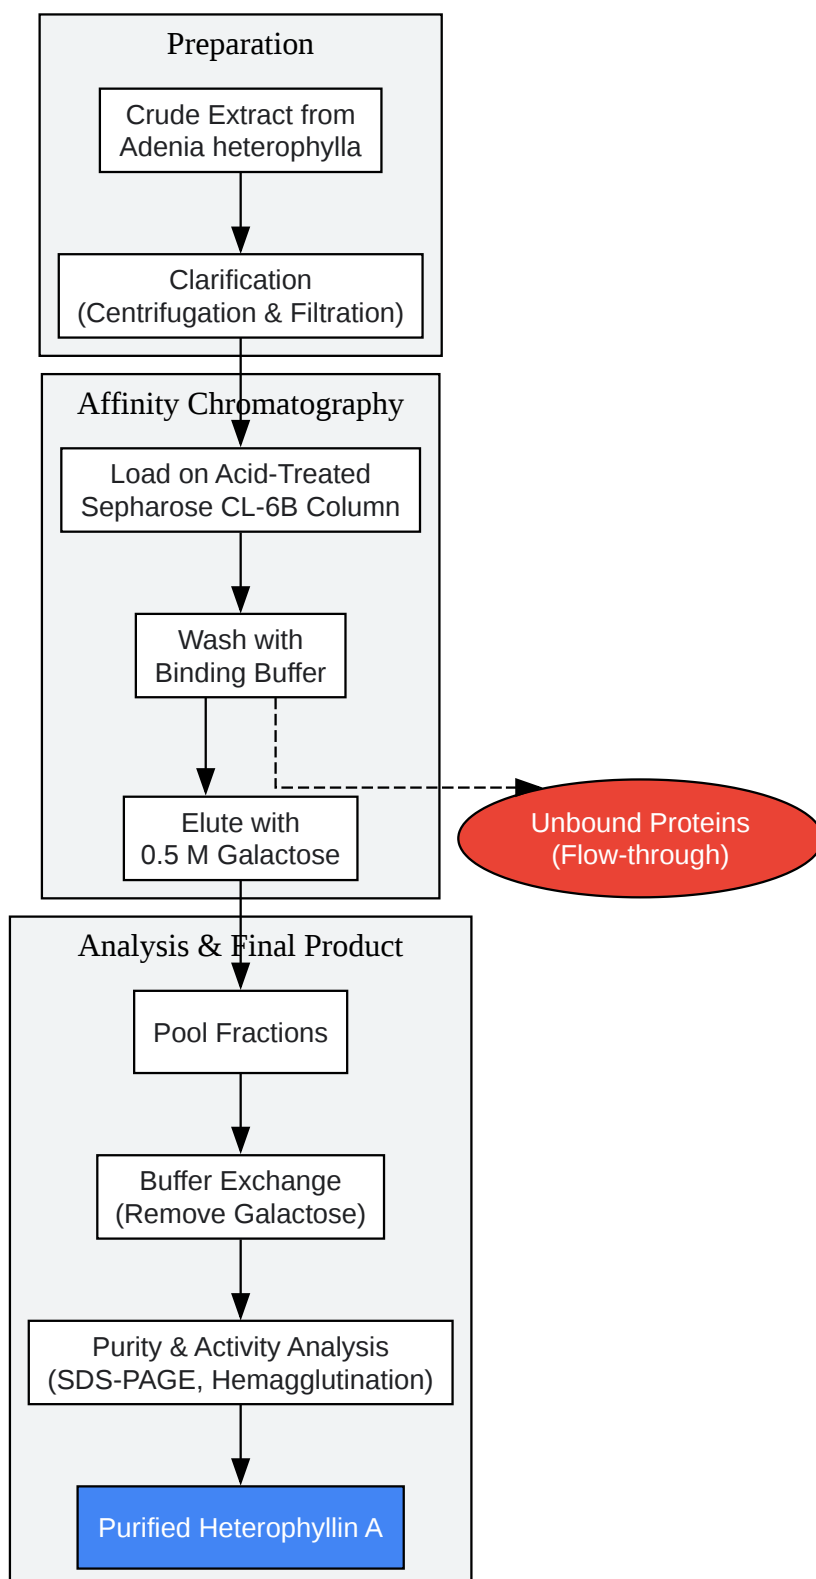 Preparation
Crude Extract from
Adenia heterophylla
Clarification
(Centrifugation & Filtration)
Affinity Chromatography
Load on Acid-Treated
Sepharose CL-6B Column
Wash with
Binding Buffer
Elute with
0.5 M Galactose
Unbound Proteins
(Flow-through)
Analysis & Final Product
Pool Fractions
Buffer Exchange
(Remove Galactose)
Purity & Activity Analysis
(SDS-PAGE, Hemagglutination)
Purified Heterophyllin A